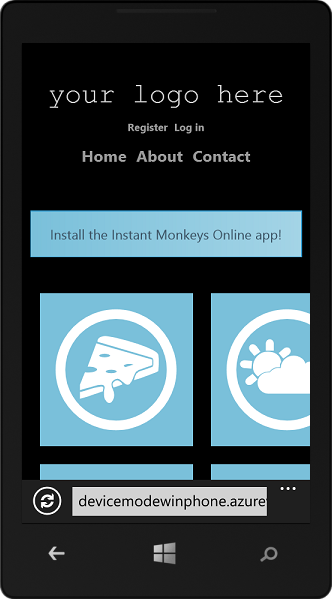 your logo here
Register Log in
Home About Contact
Install the Instant Monkeys Online app!
devicemodewinphone.azure